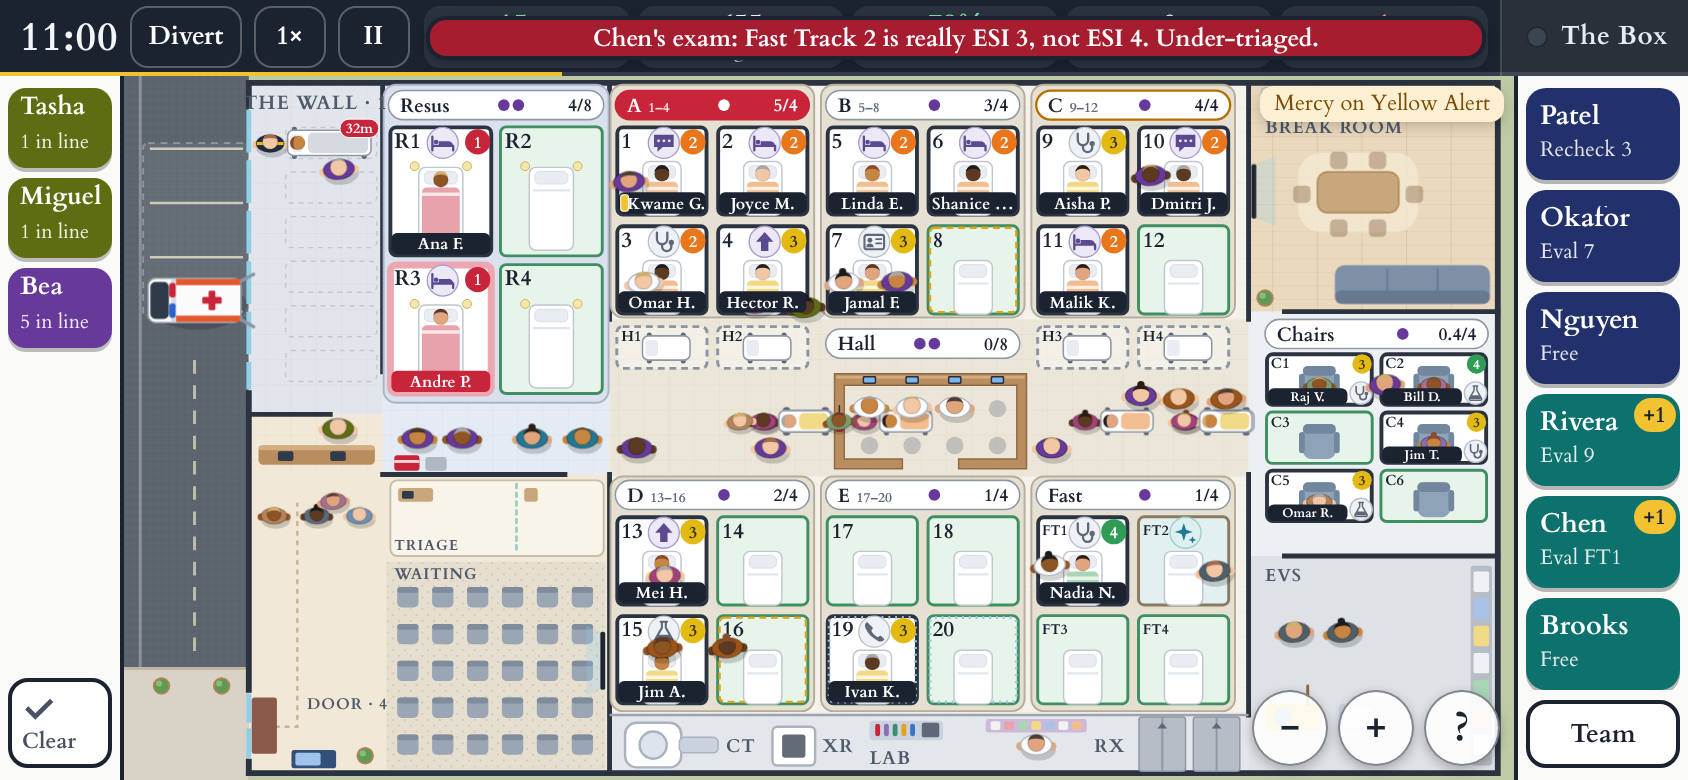 11:00
Divert
1×
II
Chen's exam: Fast Track 2 is really ESI 3, not ESI 4. Under-triaged.
The Box
Tasha
1 in line
Miguel
1 in line
Bea
5 in line
Clear
THE WALL ·
32m
Resus
4/8
R1
1
Ana F.
R2
R3
1
Andre P.
R4
A 1–4
5/4
1
2
Kwame G.
2
2
Joyce M.
3
2
Omar H.
4
3
Hector R.
B 5–8
3/4
5
2
Linda E.
6
2
Shanice ...
7
3
Jamal F.
8
C 9–12
4/4
9
3
Aisha P.
10
2
Dmitri J.
11
2
Malik K.
12
Mercy on Yellow Alert
BREAK ROOM
H1
H2
Hall
0/8
H3
H4
Chairs
0.4/4
C1
3
Raj V.
C2
4
Bill D.
C3
C4
3
Jim T.
C5
3
Omar R.
C6
TRIAGE
WAITING
DOOR · 4
D 13–16
2/4
13
3
Mei H.
14
15
3
Jim A.
16
E 17–20
1/4
17
18
19
3
Ivan K.
20
Fast
1/4
FT1
4
Nadia N.
FT2
FT3
FT4
EVS
CT
XR
LAB
RX
−
+
?
Patel
Recheck 3
Okafor
Eval 7
Nguyen
Free
Rivera
+1
Eval 9
Chen
+1
Eval FT1
Brooks
Free
Team